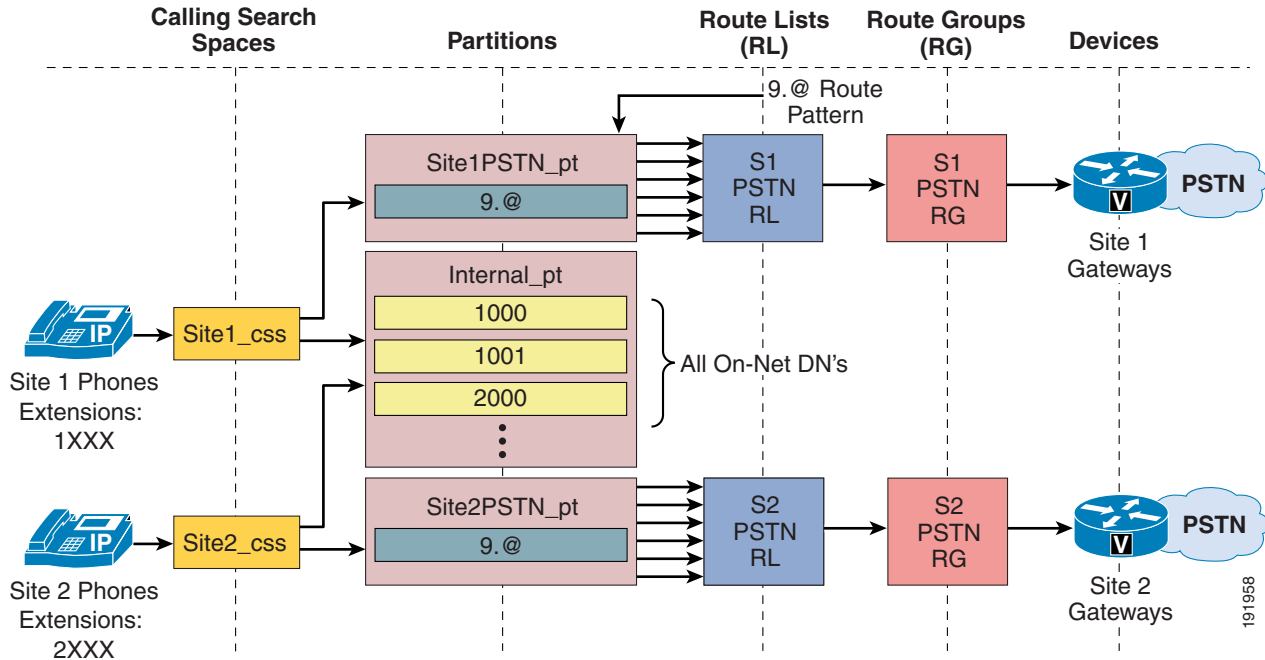 Calling Search
Spaces
Partitions
Route Lists
(RL)
Route Groups
(RG)
Devices
9.@ Route
Pattern
Site1PSTN_pt
9.@
S1
PSTN
RL
S1
PSTN
RG
V
PSTN
Site 1
Gateways
Internal_pt
1000
1001
2000
All On-Net DN's
IP
Site1_css
Site 1 Phones
Extensions:
1XXX
Site2PSTN_pt
9.@
S2
PSTN
RL
S2
PSTN
RG
V
PSTN
Site 2
Gateways
IP
Site2_css
Site 2 Phones
Extensions:
2XXX
191958